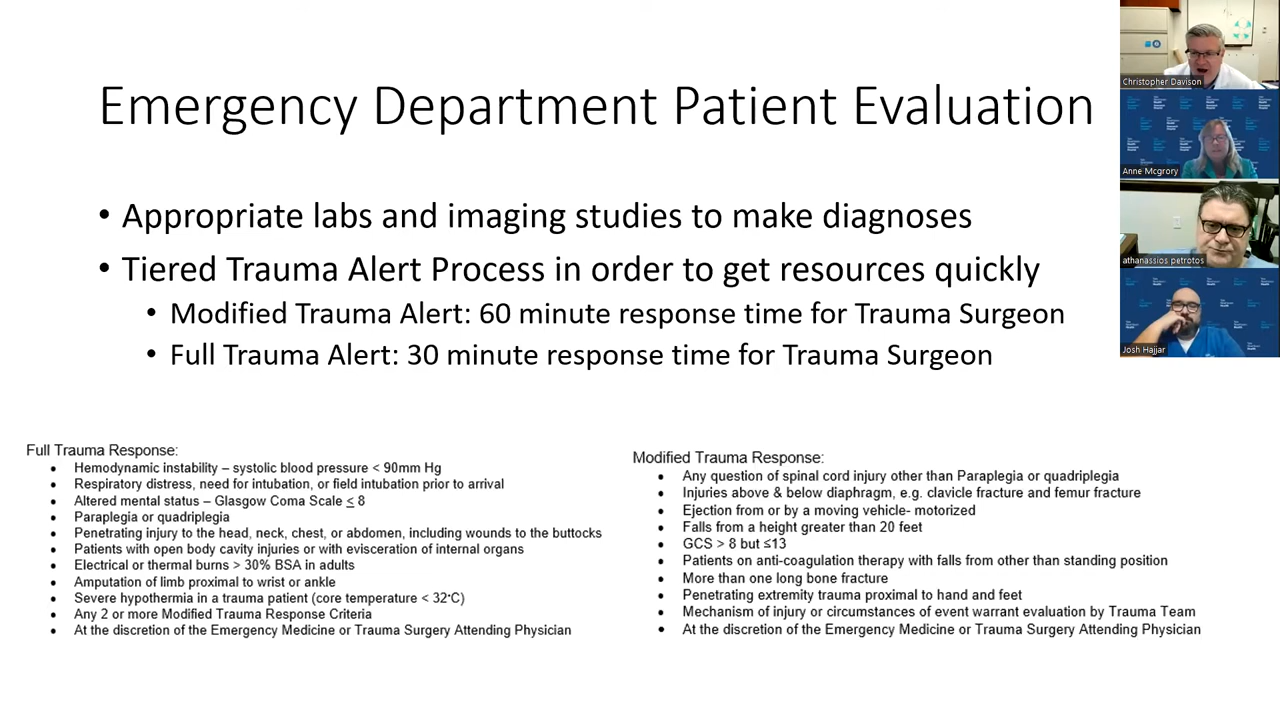 Emergency Department Patient Evaluation
• Appropriate labs and imaging studies to make diagnoses
• Tiered Trauma Alert Process in order to get resources quickly
• Modified Trauma Alert: 60 minute response time for Trauma Surgeon
• Full Trauma Alert: 30 minute response time for Trauma Surgeon
Full Trauma Response:
• Hemodynamic instability – systolic blood pressure < 90mm Hg
• Respiratory distress, need for intubation, or field intubation prior to arrival
• Altered mental status – Glasgow Coma Scale ≤ 8
• Paraplegia or quadriplegia
• Penetrating injury to the head, neck, chest, or abdomen, including wounds to the buttocks
• Patients with open body cavity injuries or with evisceration of internal organs
• Electrical or thermal burns > 30% BSA in adults
• Amputation of limb proximal to wrist or ankle
• Severe hypothermia in a trauma patient (core temperature < 32°C)
• Any 2 or more Modified Trauma Response Criteria
• At the discretion of the Emergency Medicine or Trauma Surgery Attending Physician
Modified Trauma Response:
• Any question of spinal cord injury other than Paraplegia or quadriplegia
• Injuries above & below diaphragm, e.g. clavicle fracture and femur fracture
• Ejection from or by a moving vehicle- motorized
• Falls from a height greater than 20 feet
• GCS > 8 but ≤13
• Patients on anti-coagulation therapy with falls from other than standing position
• More than one long bone fracture
• Penetrating extremity trauma proximal to hand and feet
• Mechanism of injury or circumstances of event warrant evaluation by Trauma Team
• At the discretion of the Emergency Medicine or Trauma Surgery Attending Physician
Christopher Davison
Anne Mcgrory
athanassios petrotos
Josh Hajjar